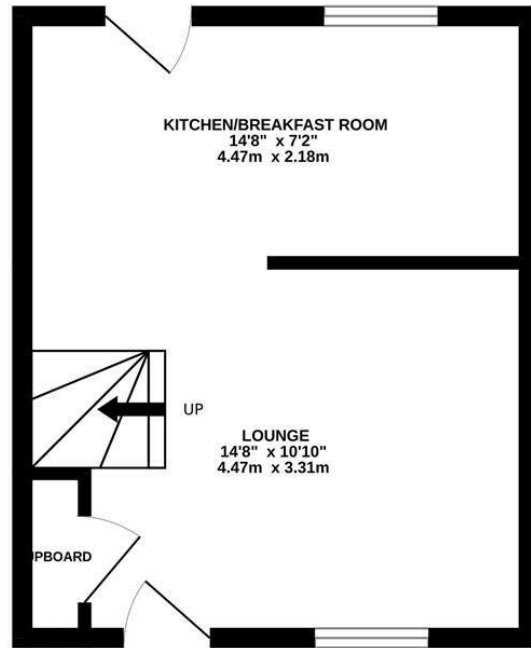 KITCHEN/BREAKFAST ROOM
14'8" x 7'2"
4.47m x 2.18m
UP
LOUNGE
14'8" x 10'10"
4.47m x 3.31m
UPBOARD